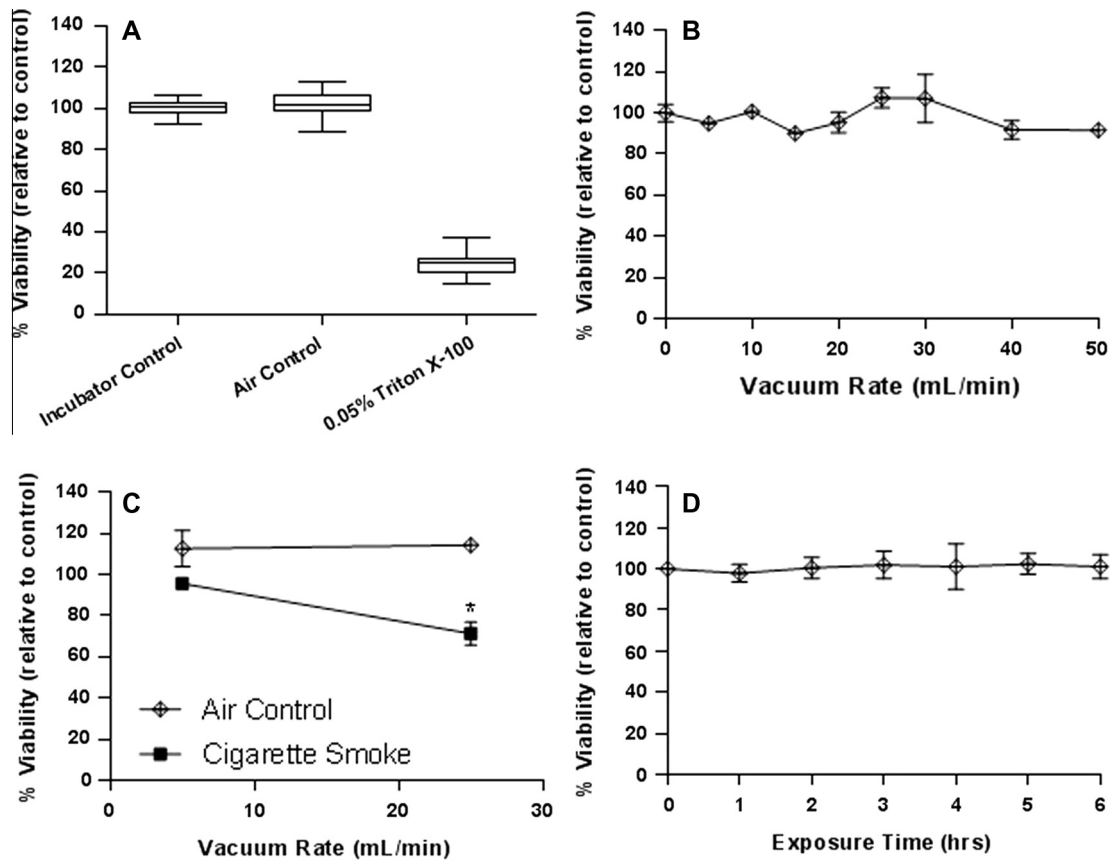 A
% Viability (relative to control)
140
120
100
80
60
40
20
0
Incubator Control
Air Control
0.05% Triton X-100
B
% Viability (relative to control)
140
120
100
80
60
40
20
0
0 10 20 30 40 50
Vacuum Rate (mL/min)
C
% Viability (relative to control)
140
120
100
80
60
40
20
0
*
Air Control
Cigarette Smoke
0 10 20 30
Vacuum Rate (mL/min)
D
% Viability (relative to control)
140
120
100
80
60
40
20
0
0 1 2 3 4 5 6
Exposure Time (hrs)